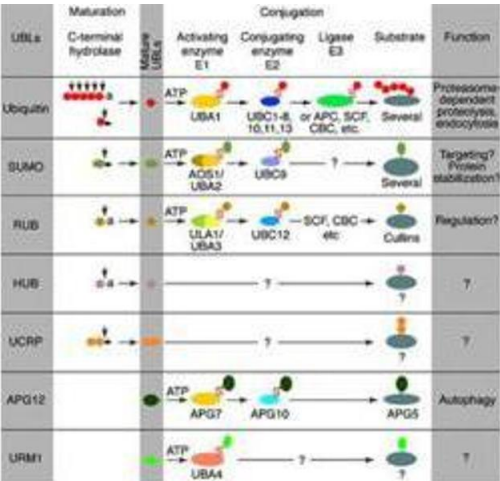 Maturation
Conjugation
UBLs
C-terminal
hydrolase
Mature
UBLs
Activating
enzyme
E1
Conjugating
enzyme
E2
Ligase
E3
Substrate
Function
Ubiquitin
ATP
UBA1
UBC1-8,
10,11,13
or APC, SCF,
CBC, etc.
Several
Proteasome-
dependent
proteolysis,
endocytosis
SUMO
ATP
AOS1/
UBA2
UBC9
?
Several
Targeting?
Protein
stabilization?
RUB
ATP
ULA1/
UBA3
UBC12
SCF, CBC
etc
Cullins
Regulation?
HUB
?
?
?
UCRP
?
?
?
APG12
ATP
APG7
APG10
APG5
Autophagy
URM1
ATP
UBA4
?
?
?